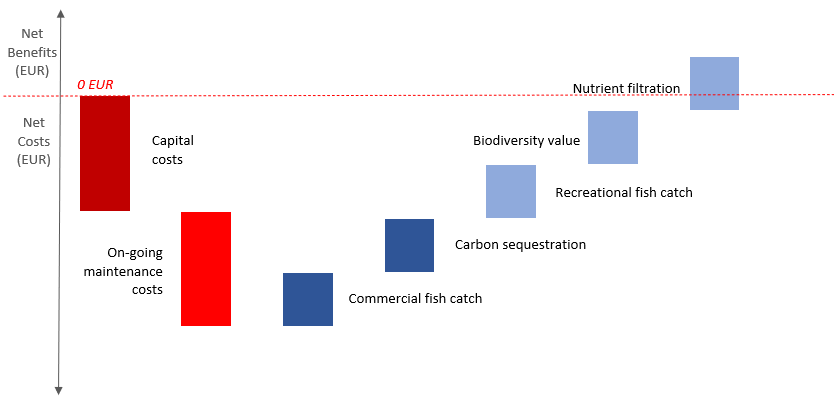 Net
Benefits
(EUR)
0 EUR
Nutrient filtration
Net
Costs
(EUR)
Capital
costs
Biodiversity value
Recreational fish catch
On-going
maintenance
costs
Carbon sequestration
Commercial fish catch